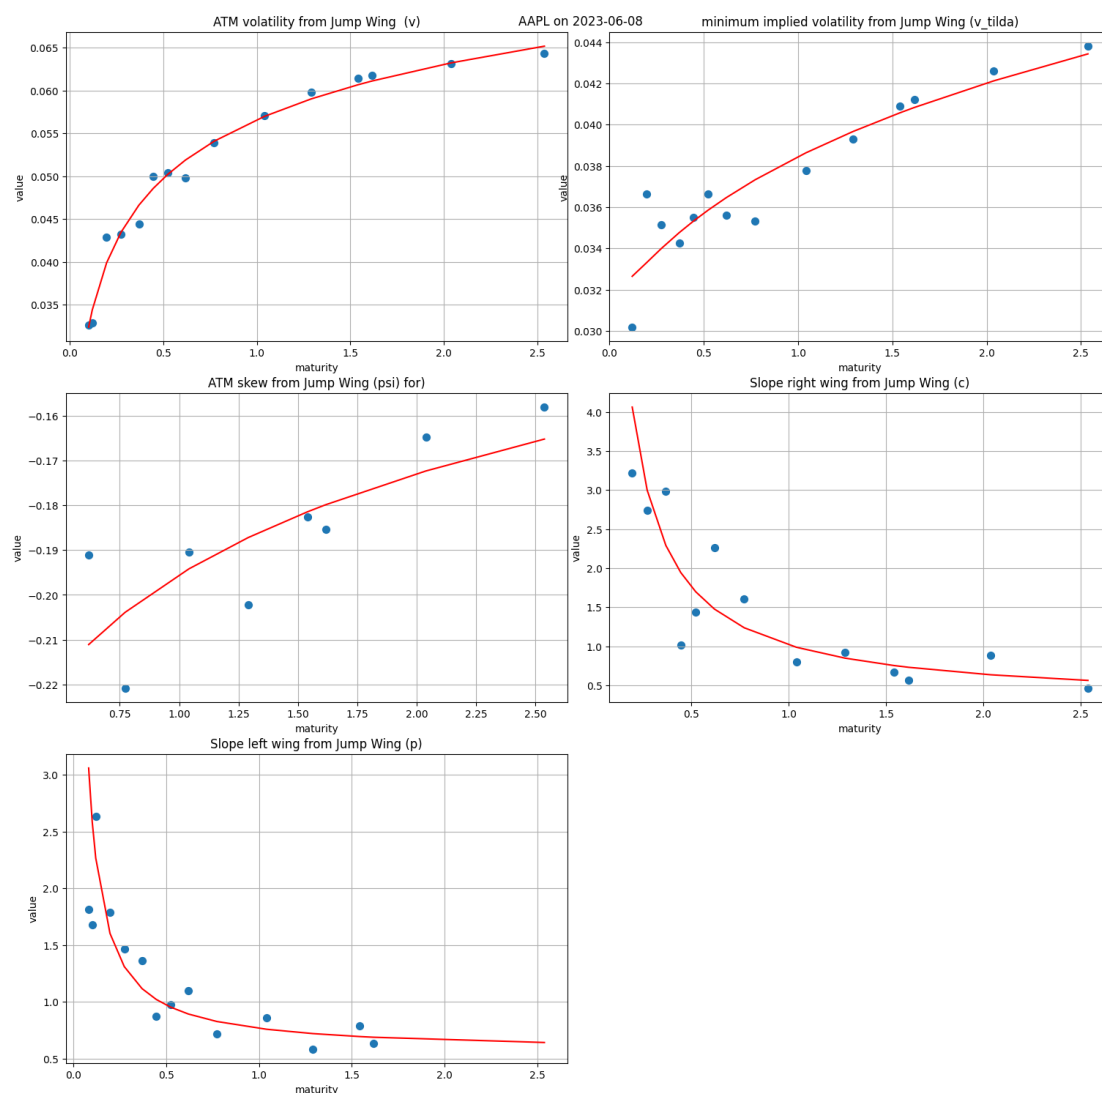 AAPL on 2023-06-08
ATM volatility from Jump Wing (v)
value
0.065
0.060
0.055
0.050
0.045
0.040
0.035
0.0 0.5 1.0 1.5 2.0 2.5
maturity
minimum implied volatility from Jump Wing (v_tilda)
value
0.044
0.042
0.040
0.038
0.036
0.034
0.032
0.030
0.0 0.5 1.0 1.5 2.0 2.5
maturity
ATM skew from Jump Wing (psi) for)
value
−0.16
−0.17
−0.18
−0.19
−0.20
−0.21
−0.22
0.75 1.00 1.25 1.50 1.75 2.00 2.25 2.50
maturity
Slope right wing from Jump Wing (c)
value
4.0
3.5
3.0
2.5
2.0
1.5
1.0
0.5
0.5 1.0 1.5 2.0 2.5
maturity
Slope left wing from Jump Wing (p)
value
3.0
2.5
2.0
1.5
1.0
0.5
0.0 0.5 1.0 1.5 2.0 2.5
maturity